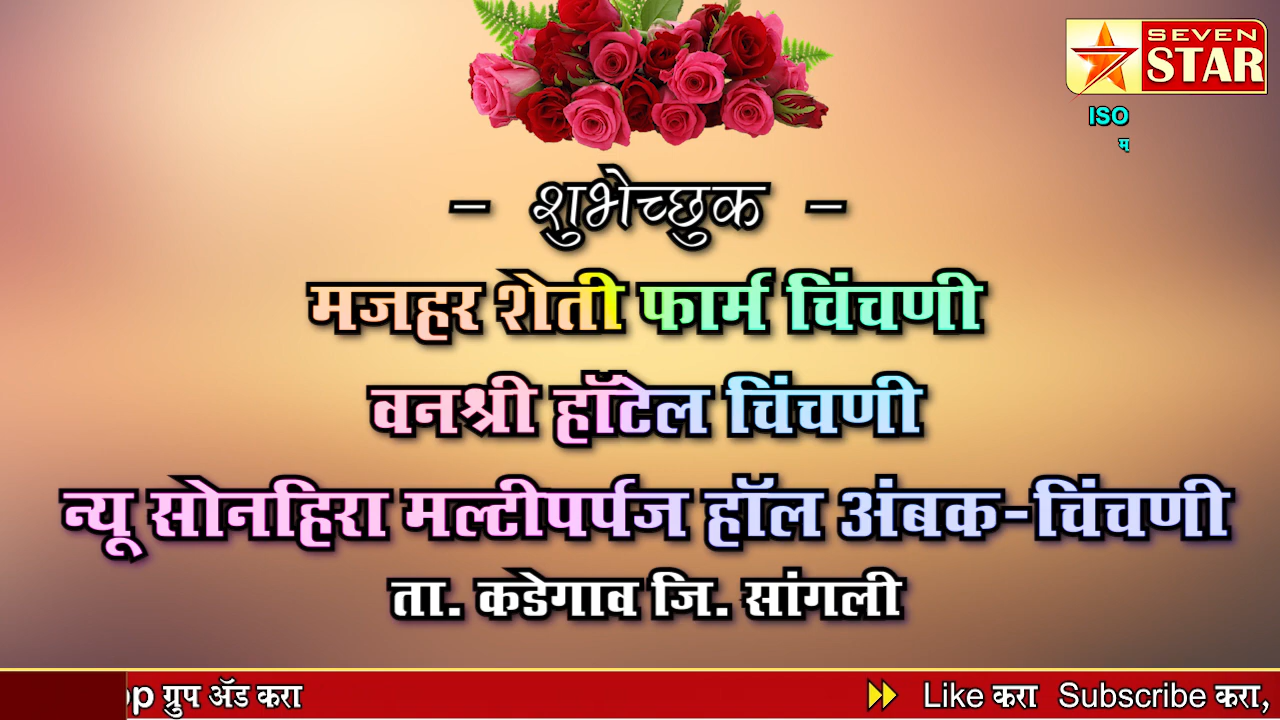 SEVEN
STAR
ISO
म
- शुभेच्छुक -
मजहर शेती फार्म चिंचणी
वनश्री हॉटेल चिंचणी
न्यू सोनहिरा मल्टीपर्पज हॉल अंबक-चिंचणी
ता. कडेगाव जि. सांगली
ग्रुप ॲड करा Like करा Subscribe करा,